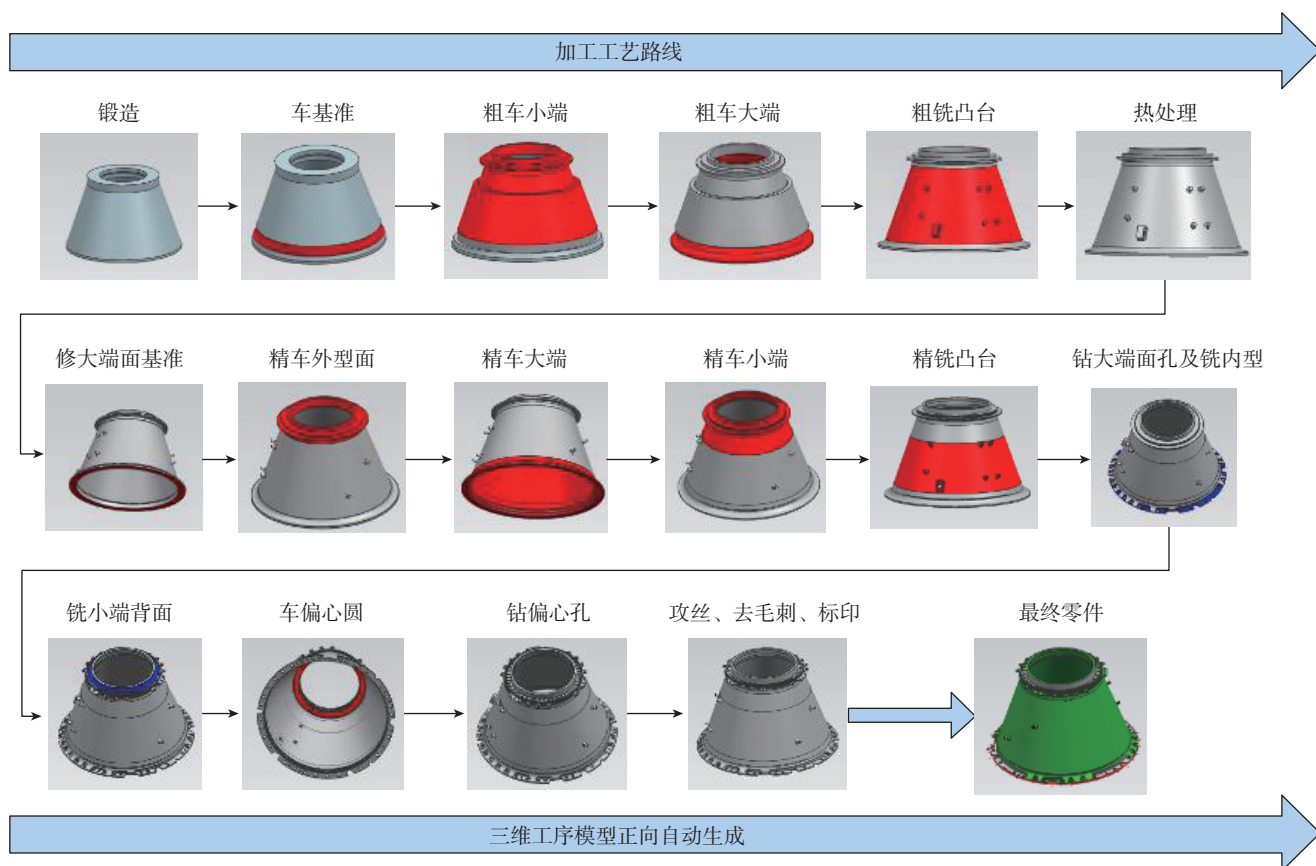 加工工艺路线
锻造
车基准
粗车小端
粗车大端
粗铣凸台
热处理
修大端面基准
精车外型面
精车大端
精车小端
精铣凸台
钻大端面孔及铣内型
铣小端背面
车偏心圆
钻偏心孔
攻丝、去毛刺、标印
最终零件
三维工序模型正向自动生成